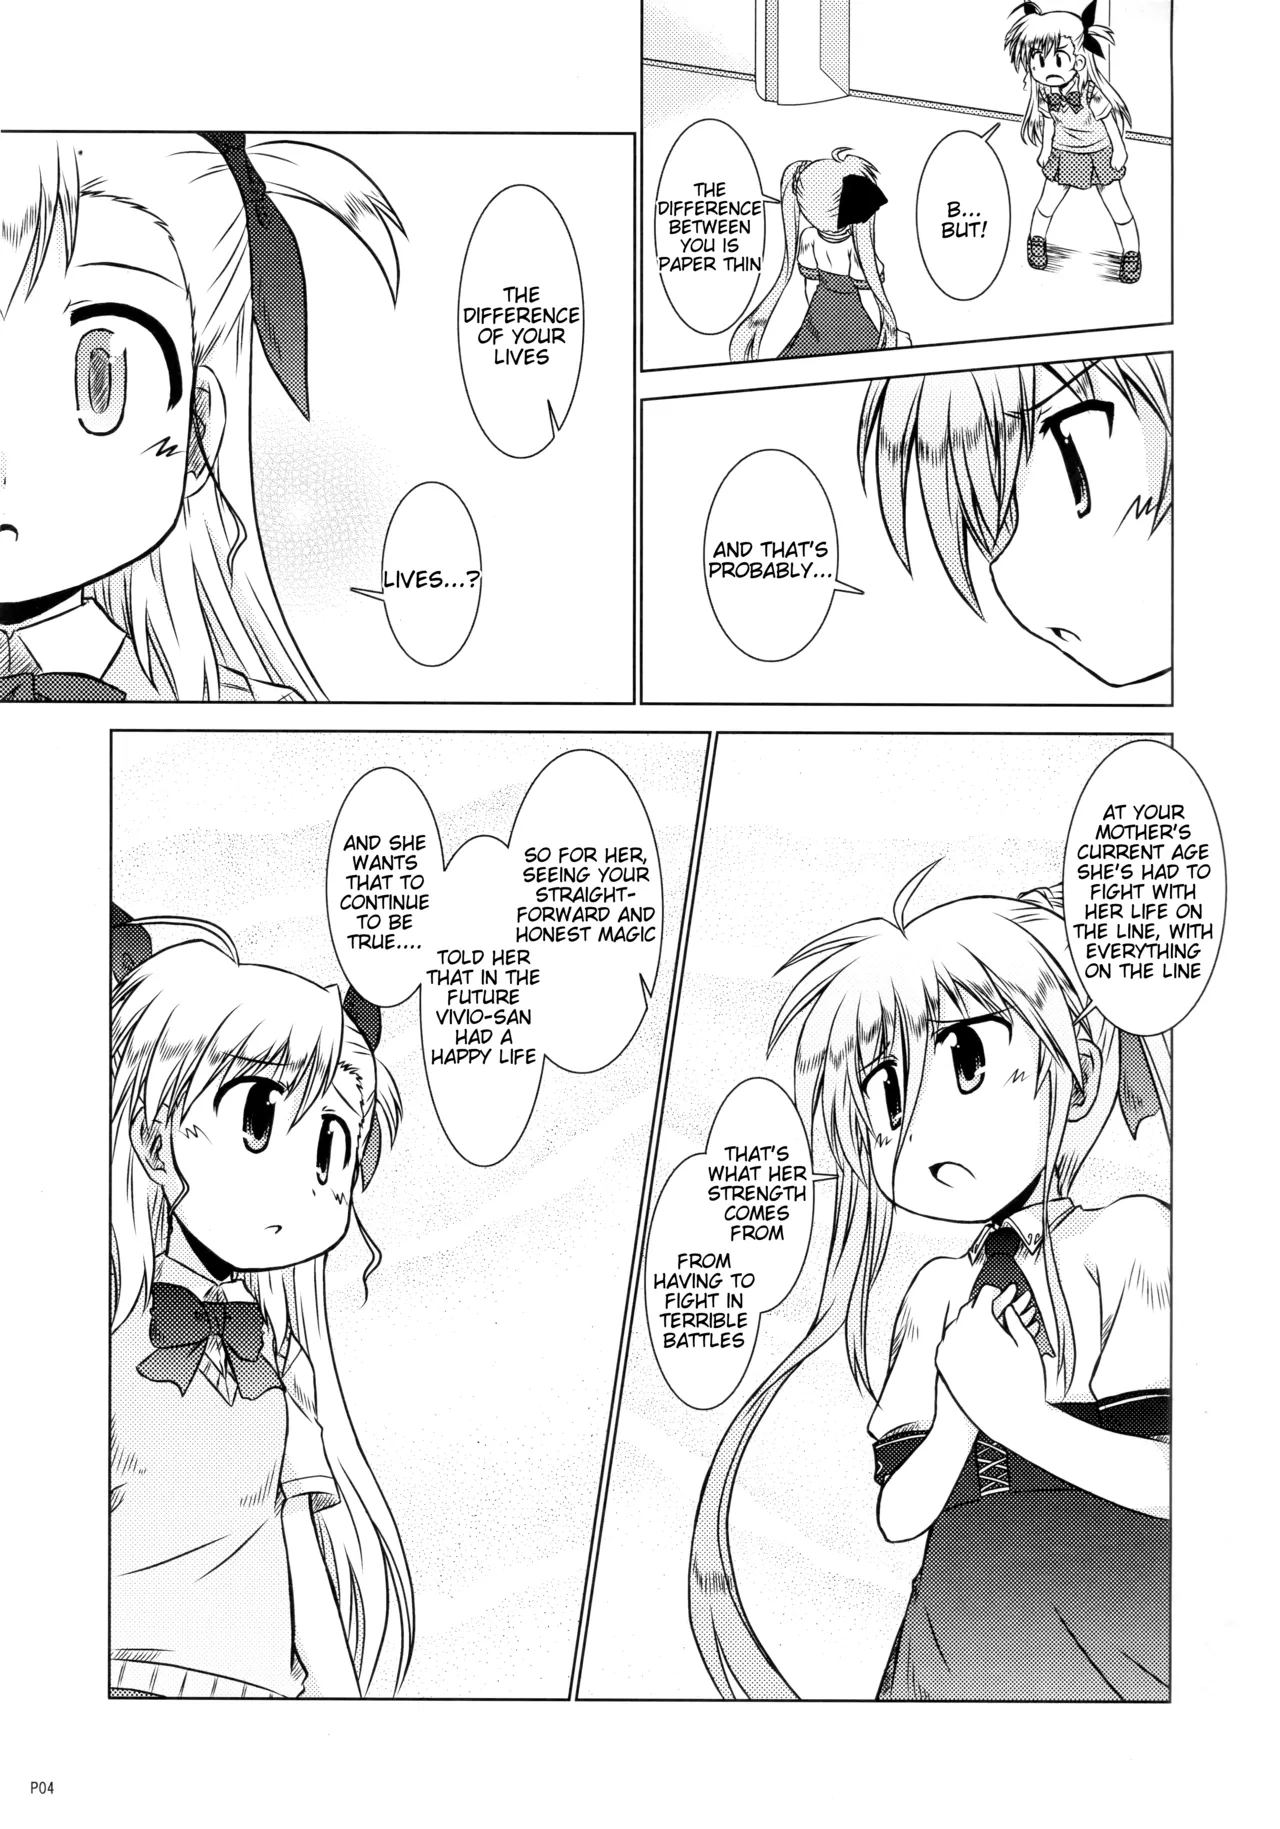 B...
BUT!
THE
DIFFERENCE
BETWEEN
YOU IS
PAPER THIN
AND THAT'S
PROBABLY...
THE
DIFFERENCE
OF YOUR
LIVES
LIVES...?
AT YOUR
MOTHER'S
CURRENT AGE
SHE'S HAD TO
FIGHT WITH
HER LIFE ON
THE LINE, WITH
EVERYTHING
ON THE LINE
THAT'S
WHAT HER
STRENGTH
COMES
FROM
FROM
HAVING TO
FIGHT IN
TERRIBLE
BATTLES
SO FOR HER,
SEEING YOUR
STRAIGHT-
FORWARD AND
HONEST MAGIC
TOLD HER
THAT IN THE
FUTURE
VIVIO-SAN
HAD A
HAPPY LIFE
AND SHE
WANTS
THAT TO
CONTINUE
TO BE
TRUE....
P04